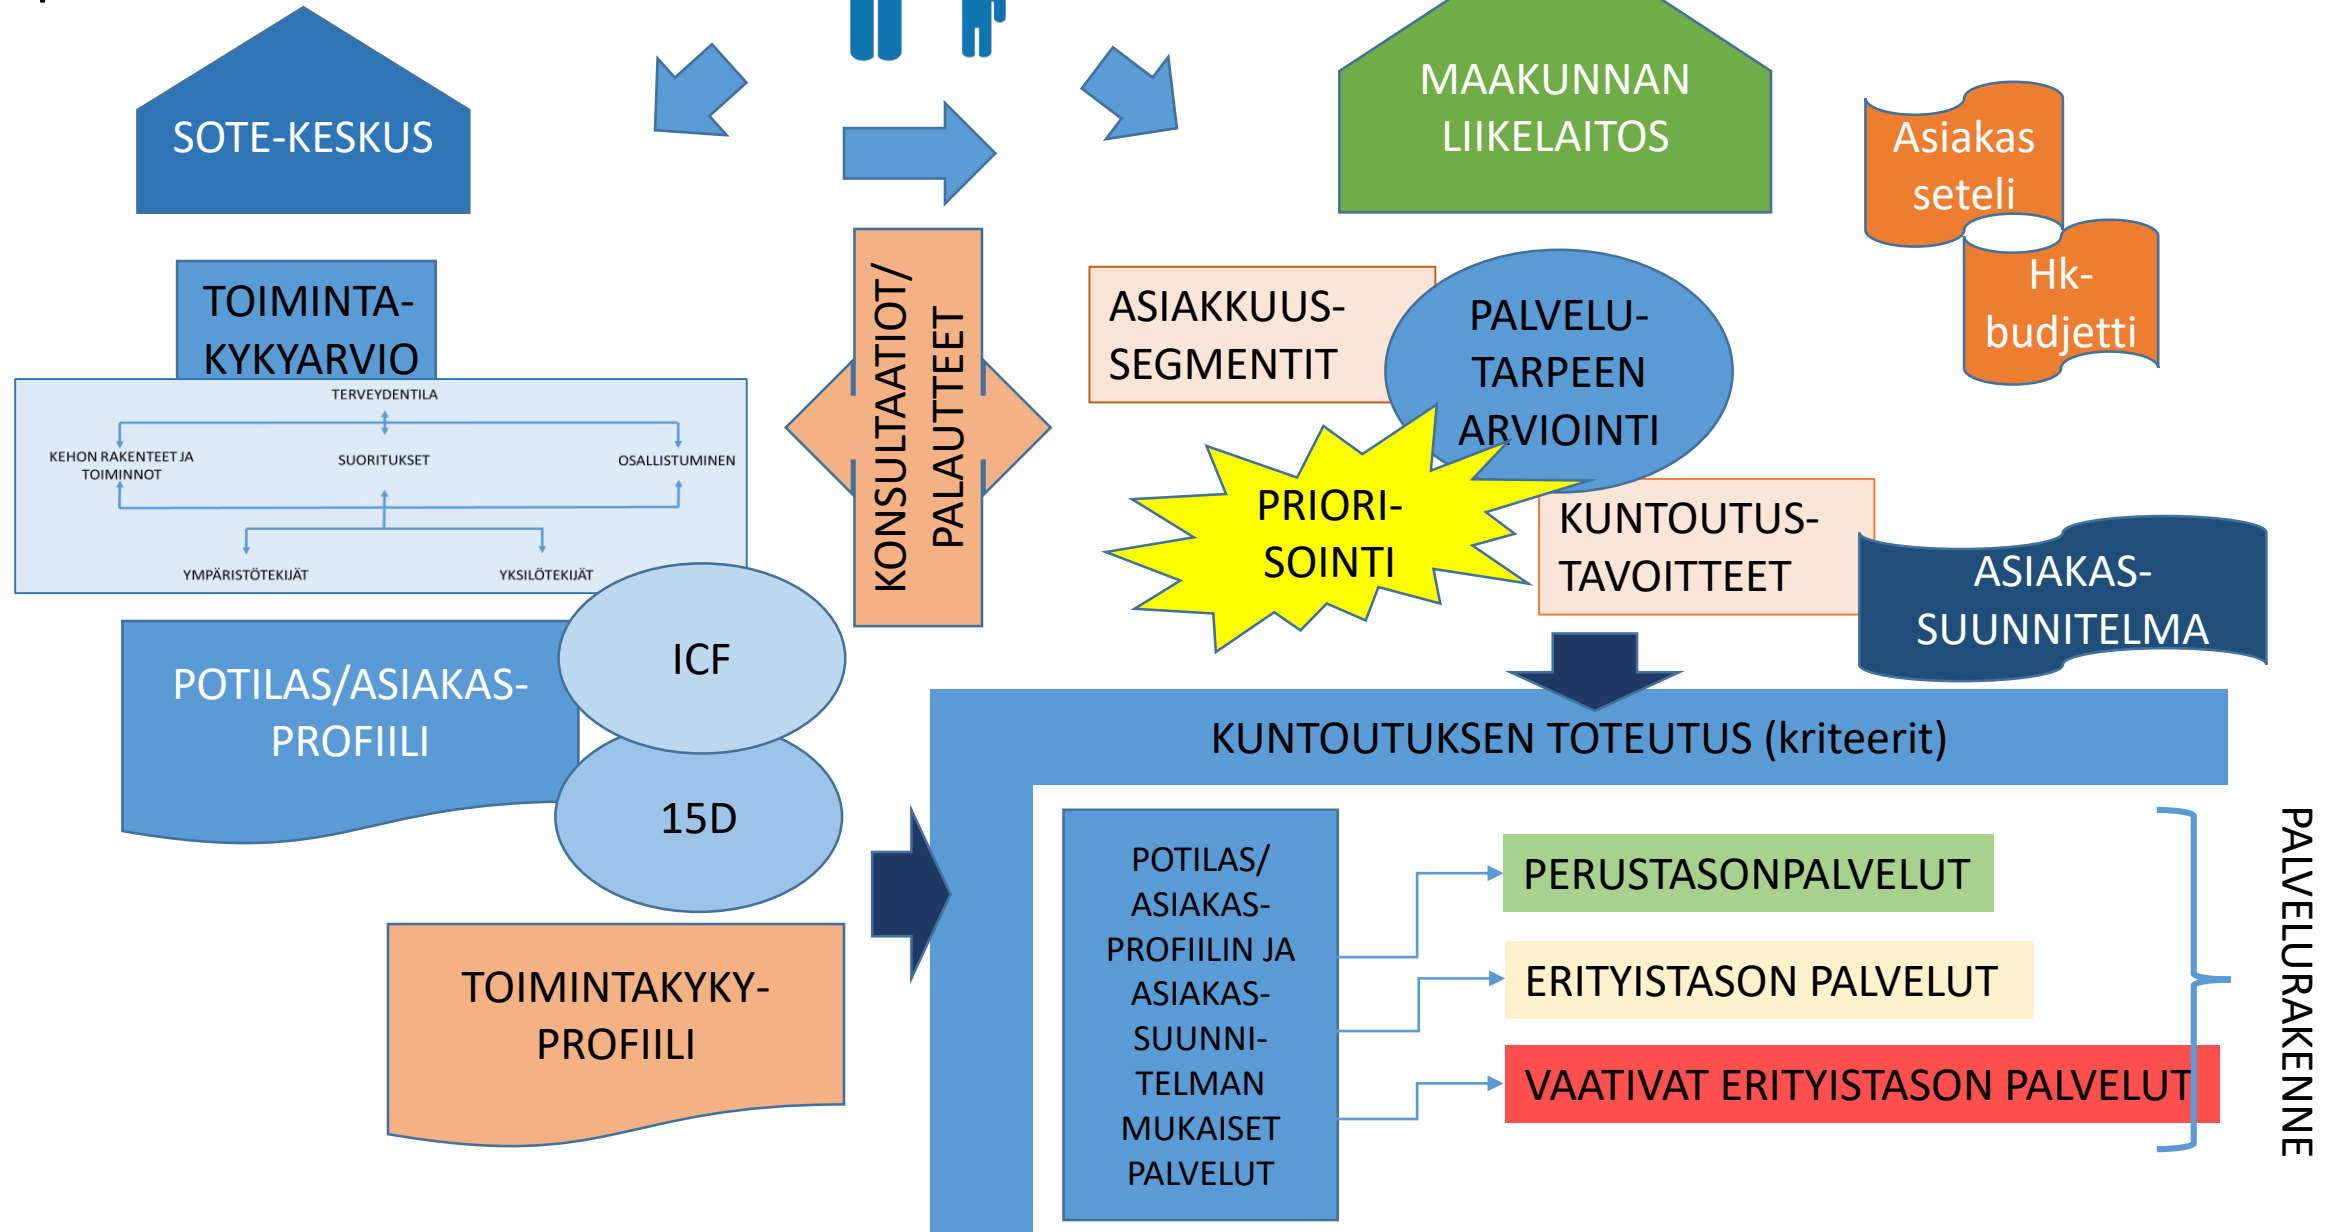 SOTE-KESKUS
MAAKUNNAN
LIIKELAITOS
Asiakas
seteli
Hk-
budjetti
TOIMINTA-
KYKYARVIO
TERVEYDENTILA
KEHON RAKENTEET JA
TOIMINNOT
SUORITUKSET
OSALLISTUMINEN
YMPÄRISTÖTEKIJÄT
YKSILÖTEKIJÄT
KONSULTAATIOT/
PALAUTTEET
ASIAKKUUS-
SEGMENTIT
PALVELU-
TARPEEN
ARVIOINTI
PRIORI-
SOINTI
KUNTOUTUS-
TAVOITTEET
ASIAKAS-
SUUNNITELMA
POTILAS/ASIAKAS-
PROFIILI
ICF
15D
TOIMINTAKYKY-
PROFIILI
KUNTOUTUKSEN TOTEUTUS (kriteerit)
POTILAS/
ASIAKAS-
PROFIILIN JA
ASIAKAS-
SUUNNI-
TELMAN
MUKAISET
PALVELUT
PERUSTASONPALVELUT
ERITYISTASON PALVELUT
VAATIVAT ERITYISTASON PALVELUT
PALVELURAKENNE